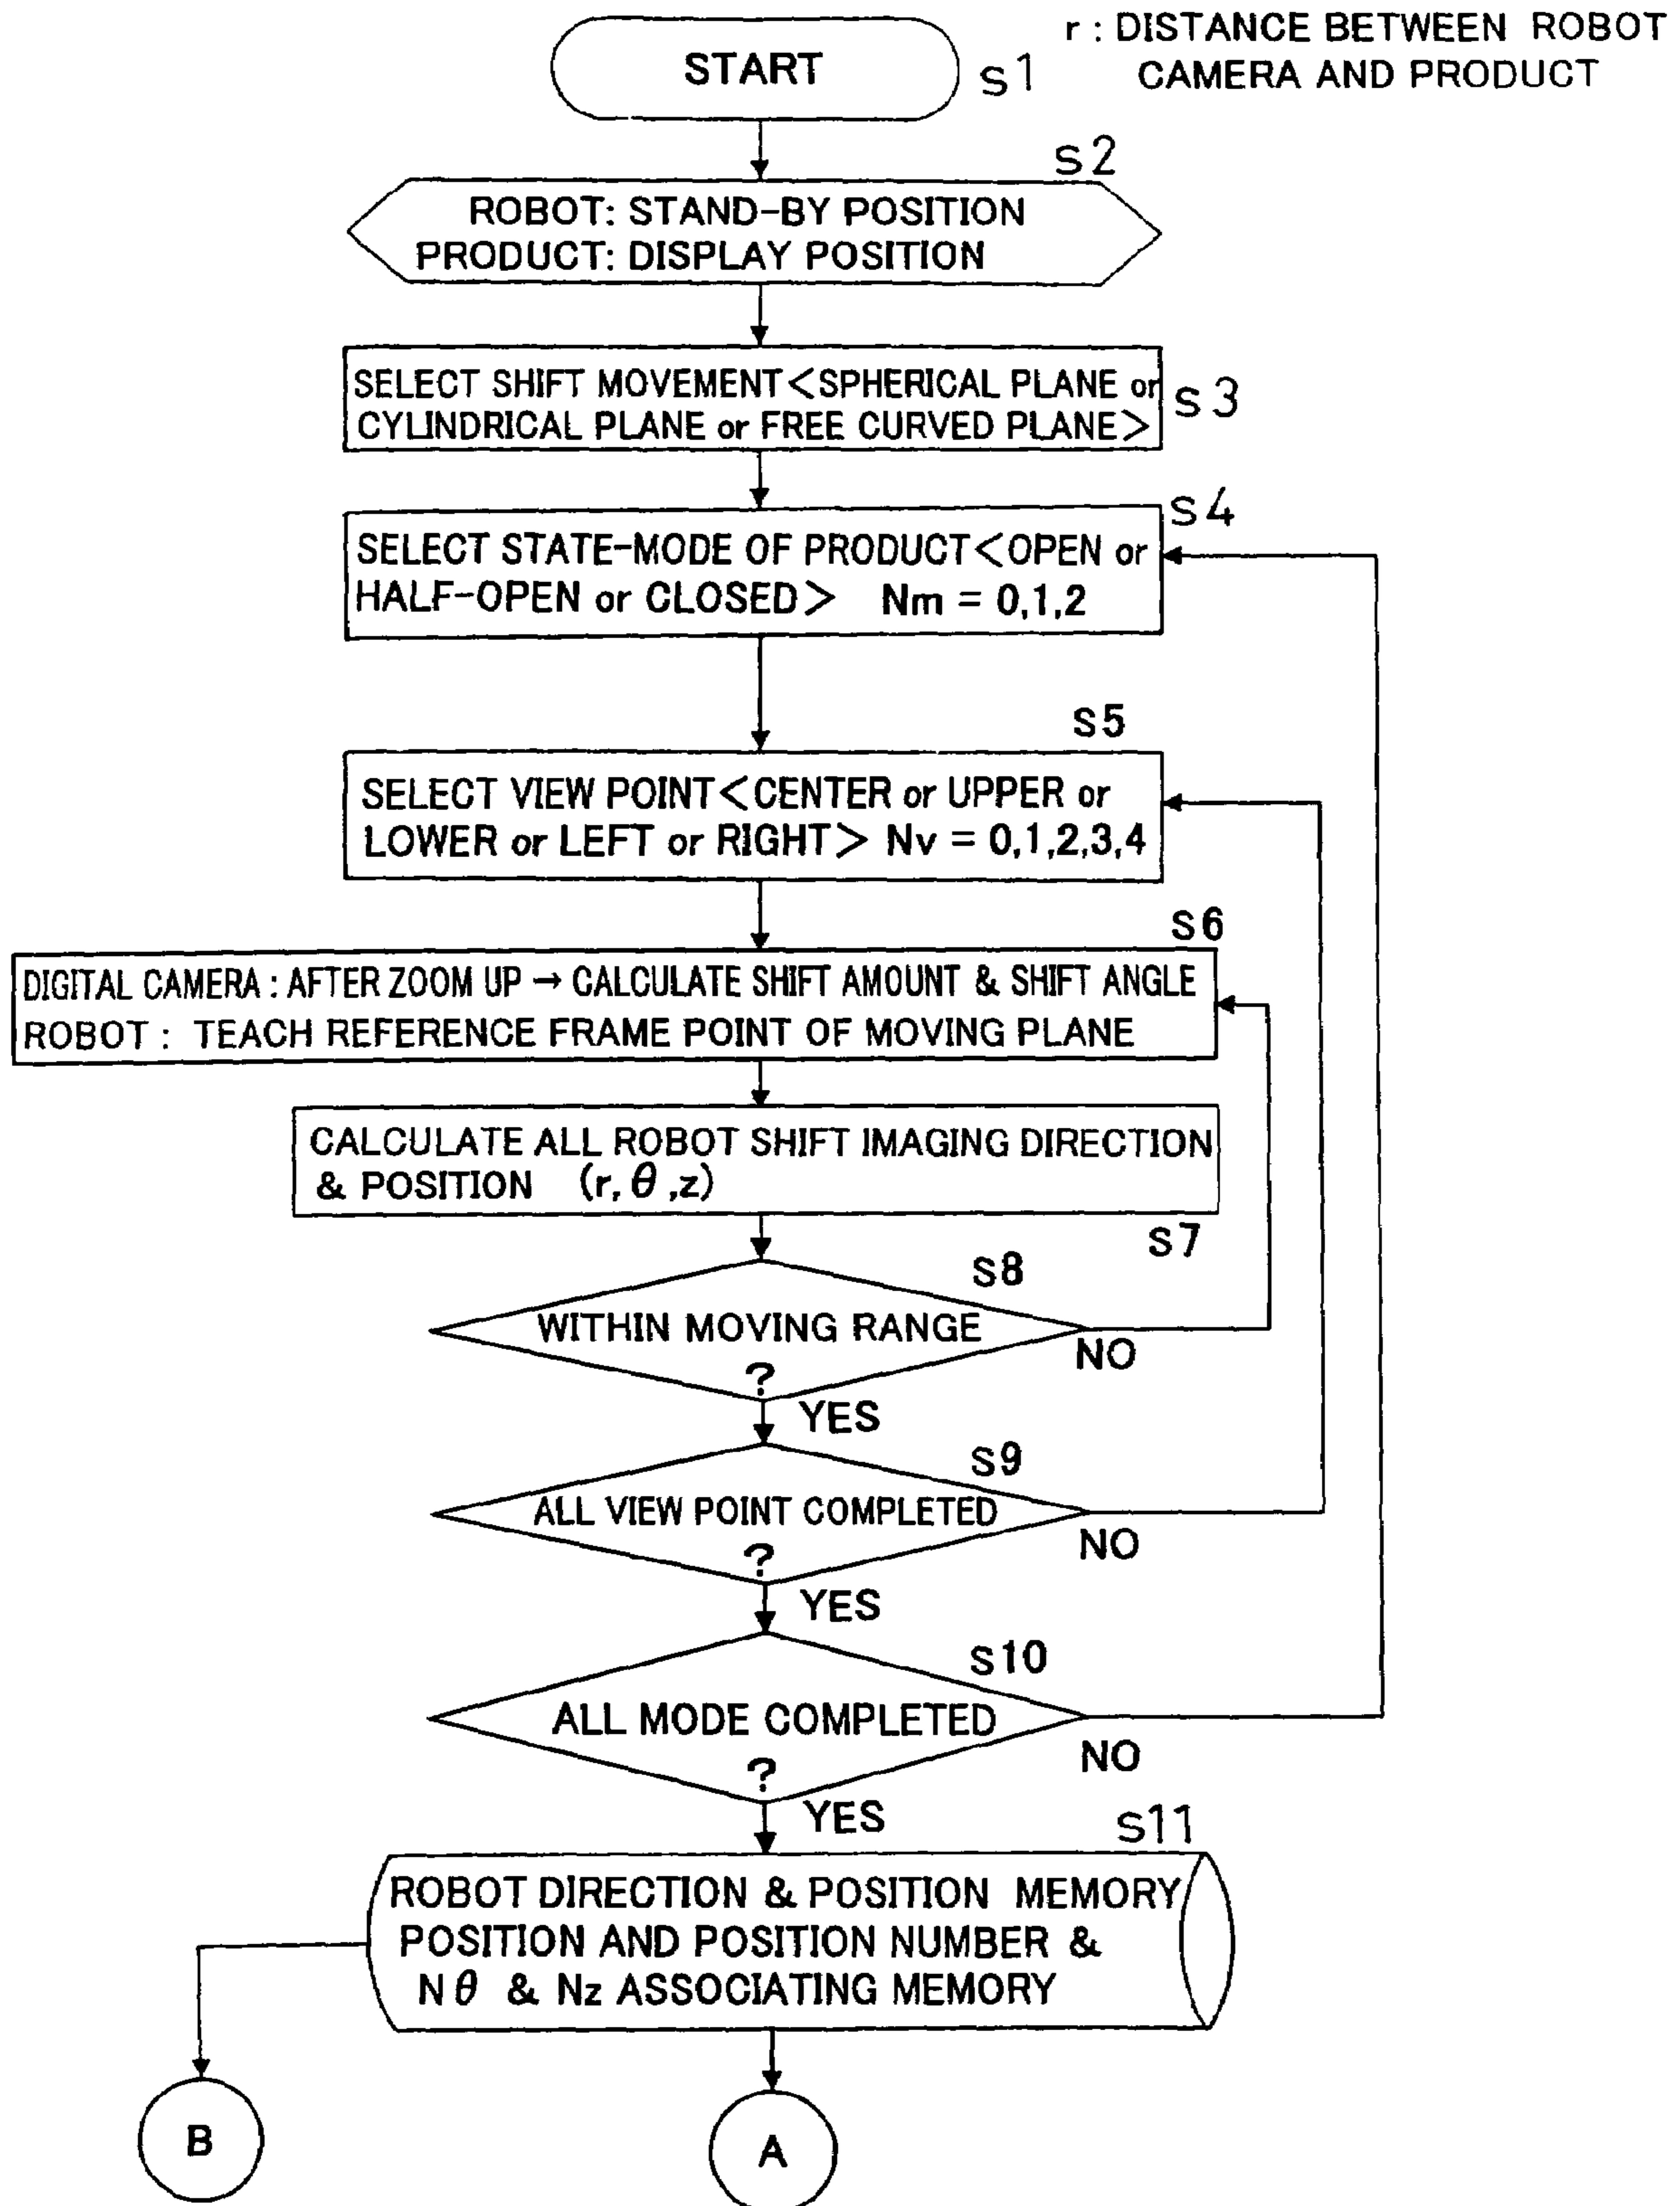 r : DISTANCE BETWEEN ROBOT
CAMERA AND PRODUCT
START
s1
s2
ROBOT: STAND-BY POSITION
PRODUCT: DISPLAY POSITION
SELECT SHIFT MOVEMENT<SPHERICAL PLANE or
CYLINDRICAL PLANE or FREE CURVED PLANE>
s3
s4
SELECT STATE-MODE OF PRODUCT<OPEN or
HALF-OPEN or CLOSED> Nm = 0,1,2
s5
SELECT VIEW POINT<CENTER or UPPER or
LOWER or LEFT or RIGHT> Nv = 0,1,2,3,4
s6
DIGITAL CAMERA : AFTER ZOOM UP → CALCULATE SHIFT AMOUNT & SHIFT ANGLE
ROBOT : TEACH REFERENCE FRAME POINT OF MOVING PLANE
CALCULATE ALL ROBOT SHIFT IMAGING DIRECTION
& POSITION (r, θ ,z)
s7
s8
WITHIN MOVING RANGE
?
NO
YES
s9
ALL VIEW POINT COMPLETED
?
NO
YES
s10
ALL MODE COMPLETED
?
NO
YES
s11
ROBOT DIRECTION & POSITION MEMORY
POSITION AND POSITION NUMBER &
N θ & Nz ASSOCIATING MEMORY
B
A